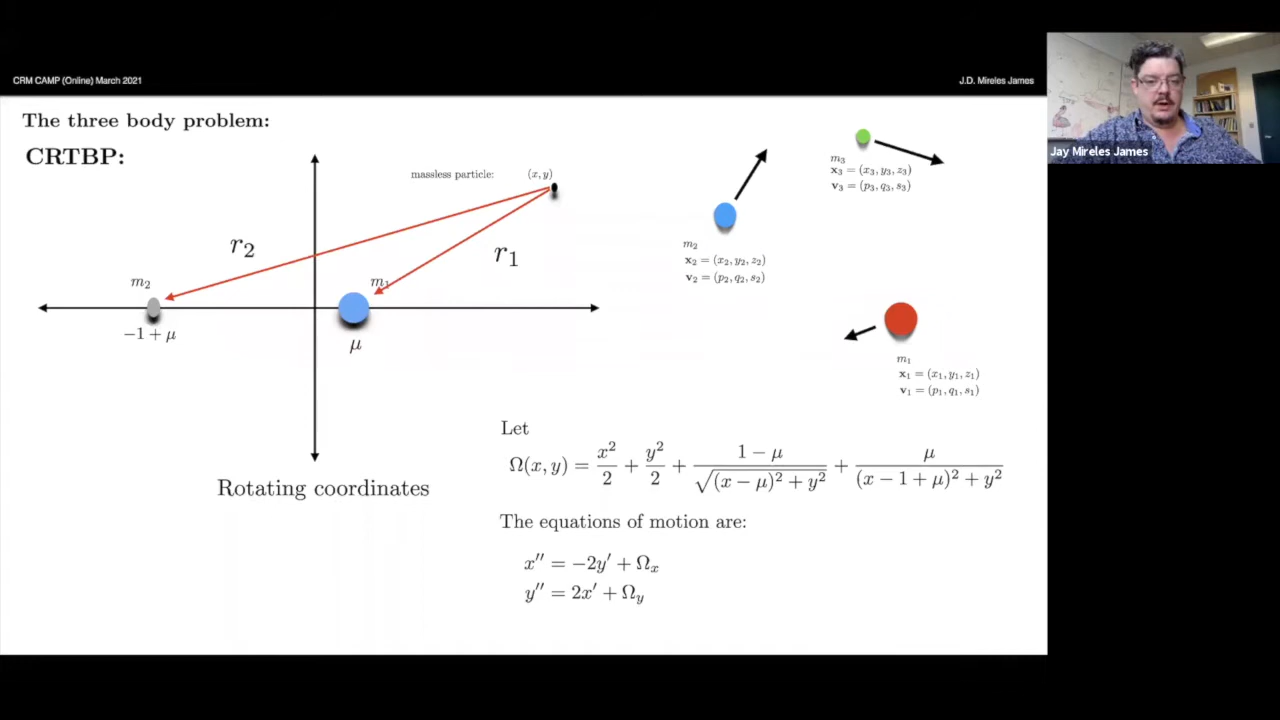 CRM CAMP (Online) March 2021
J.D. Mireles James
Jay Mireles James
The three body problem:
CRTBP:
massless particle: (x, y)
r₂
r₁
m₂
m₁
−1 + μ
μ
Rotating coordinates
m₃
x₃ = (x₃, y₃, z₃)
v₃ = (p₃, q₃, s₃)
m₂
x₂ = (x₂, y₂, z₂)
v₂ = (p₂, q₂, s₂)
m₁
x₁ = (x₁, y₁, z₁)
v₁ = (p₁, q₁, s₁)
Let
Ω(x, y) = x²/2 + y²/2 + (1 − μ)/√((x − μ)² + y²) + μ/((x − 1 + μ)² + y²)
The equations of motion are:
x″ = −2y′ + Ωₓ
y″ = 2x′ + Ω_y